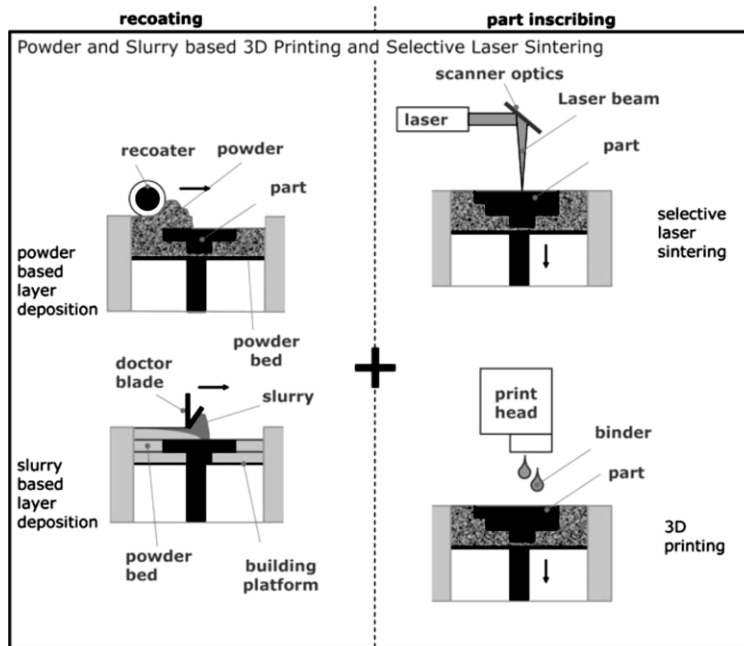 recoating
part inscribing
Powder and Slurry based 3D Printing and Selective Laser Sintering
recoater
powder
part
powder
based
layer
deposition
powder
bed
doctor
blade
slurry
slurry
based
layer
deposition
powder
bed
building
platform
scanner optics
Laser beam
laser
part
selective
laser
sintering
print
head
binder
part
3D
printing